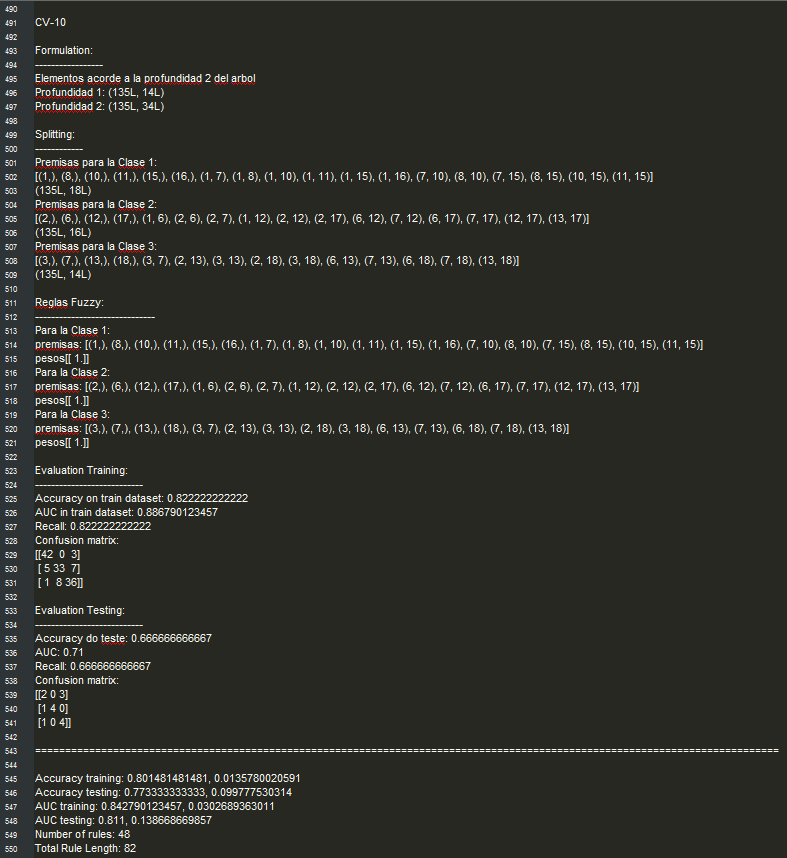 490
491 CV-10
492
493 Formulation:
494 -----------------
495 Elementos acorde a la profundidad 2 del arbol
496 Profundidad 1: (135L, 14L)
497 Profundidad 2: (135L, 34L)
498
499 Splitting:
500 ------------
501 Premisas para la Clase 1:
502 [(1,), (8,), (10,), (11,), (15,), (16,), (1, 7), (1, 8), (1, 10), (1, 11), (1, 15), (1, 16), (7, 10), (8, 10), (7, 15), (8, 15), (10, 15), (11, 15)]
503 (135L, 18L)
504 Premisas para la Clase 2:
505 [(2,), (6,), (12,), (17,), (1, 6), (2, 6), (2, 7), (1, 12), (2, 12), (2, 17), (6, 12), (7, 12), (6, 17), (7, 17), (12, 17), (13, 17)]
506 (135L, 16L)
507 Premisas para la Clase 3:
508 [(3,), (7,), (13,), (18,), (3, 7), (2, 13), (3, 13), (2, 18), (3, 18), (6, 13), (7, 13), (6, 18), (7, 18), (13, 18)]
509 (135L, 14L)
510
511 Reglas Fuzzy:
512 ------------------------------
513 Para la Clase 1:
514 premisas: [(1,), (8,), (10,), (11,), (15,), (16,), (1, 7), (1, 8), (1, 10), (1, 11), (1, 15), (1, 16), (7, 10), (8, 10), (7, 15), (8, 15), (10, 15), (11, 15)]
515 pesos[[ 1.]]
516 Para la Clase 2:
517 premisas: [(2,), (6,), (12,), (17,), (1, 6), (2, 6), (2, 7), (1, 12), (2, 12), (2, 17), (6, 12), (7, 12), (6, 17), (7, 17), (12, 17), (13, 17)]
518 pesos[[ 1.]]
519 Para la Clase 3:
520 premisas: [(3,), (7,), (13,), (18,), (3, 7), (2, 13), (3, 13), (2, 18), (3, 18), (6, 13), (7, 13), (6, 18), (7, 18), (13, 18)]
521 pesos[[ 1.]]
522
523 Evaluation Training:
524 ---------------------------
525 Accuracy on train dataset: 0.822222222222
526 AUC in train dataset: 0.886790123457
527 Recall: 0.822222222222
528 Confusion matrix:
529 [[42 0 3]
530 [ 5 33 7]
531 [ 1 8 36]]
532
533 Evaluation Testing:
534 ---------------------------
535 Accuracy do teste: 0.666666666667
536 AUC: 0.71
537 Recall: 0.666666666667
538 Confusion matrix:
539 [[2 0 3]
540 [1 4 0]
541 [1 0 4]]
542
543 ==============================================================================================================
544
545 Accuracy training: 0.801481481481, 0.0135780020591
546 Accuracy testing: 0.773333333333, 0.099777530314
547 AUC training: 0.842790123457, 0.0302689363011
548 AUC testing: 0.811, 0.138668669857
549 Number of rules: 48
550 Total Rule Length: 82